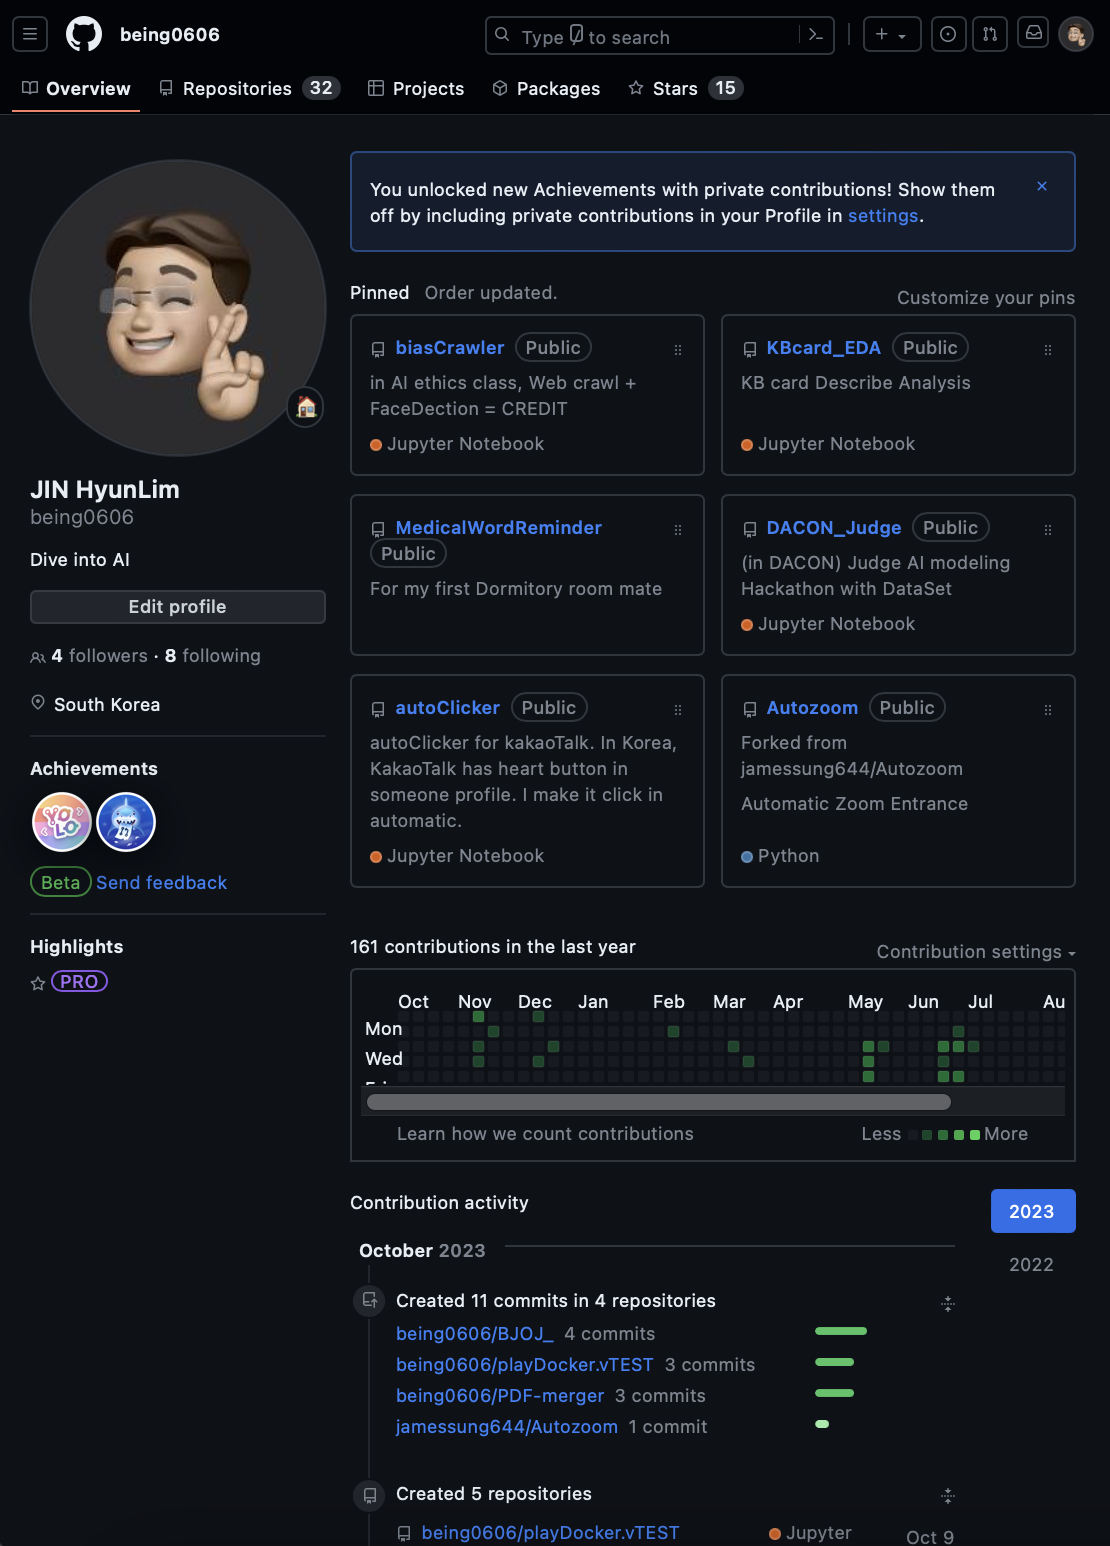 being0606
Type / to search
Overview
Repositories 32
Projects
Packages
Stars 15
You unlocked new Achievements with private contributions! Show them
off by including private contributions in your Profile in settings.
Pinned Order updated.
Customize your pins
biasCrawler Public
in AI ethics class, Web crawl +
FaceDection = CREDIT
Jupyter Notebook
KBcard_EDA Public
KB card Describe Analysis
Jupyter Notebook
MedicalWordReminder
Public
For my first Dormitory room mate
DACON_Judge Public
(in DACON) Judge AI modeling
Hackathon with DataSet
Jupyter Notebook
autoClicker Public
autoClicker for kakaoTalk. In Korea,
KakaoTalk has heart button in
someone profile. I make it click in
automatic.
Jupyter Notebook
Autozoom Public
Forked from
jamessung644/Autozoom
Automatic Zoom Entrance
Python
JIN HyunLim
being0606
Dive into AI
Edit profile
4 followers · 8 following
South Korea
Achievements
YOLO
Beta Send feedback
Highlights
PRO
161 contributions in the last year
Contribution settings
Oct Nov Dec Jan Feb Mar Apr May Jun Jul Au
Mon
Wed
Learn how we count contributions
Less More
Contribution activity
2023
2022
October 2023
Created 11 commits in 4 repositories
being0606/BJOJ_ 4 commits
being0606/playDocker.vTEST 3 commits
being0606/PDF-merger 3 commits
jamessung644/Autozoom 1 commit
Created 5 repositories
being0606/playDocker.vTEST
Jupyter
Oct 9